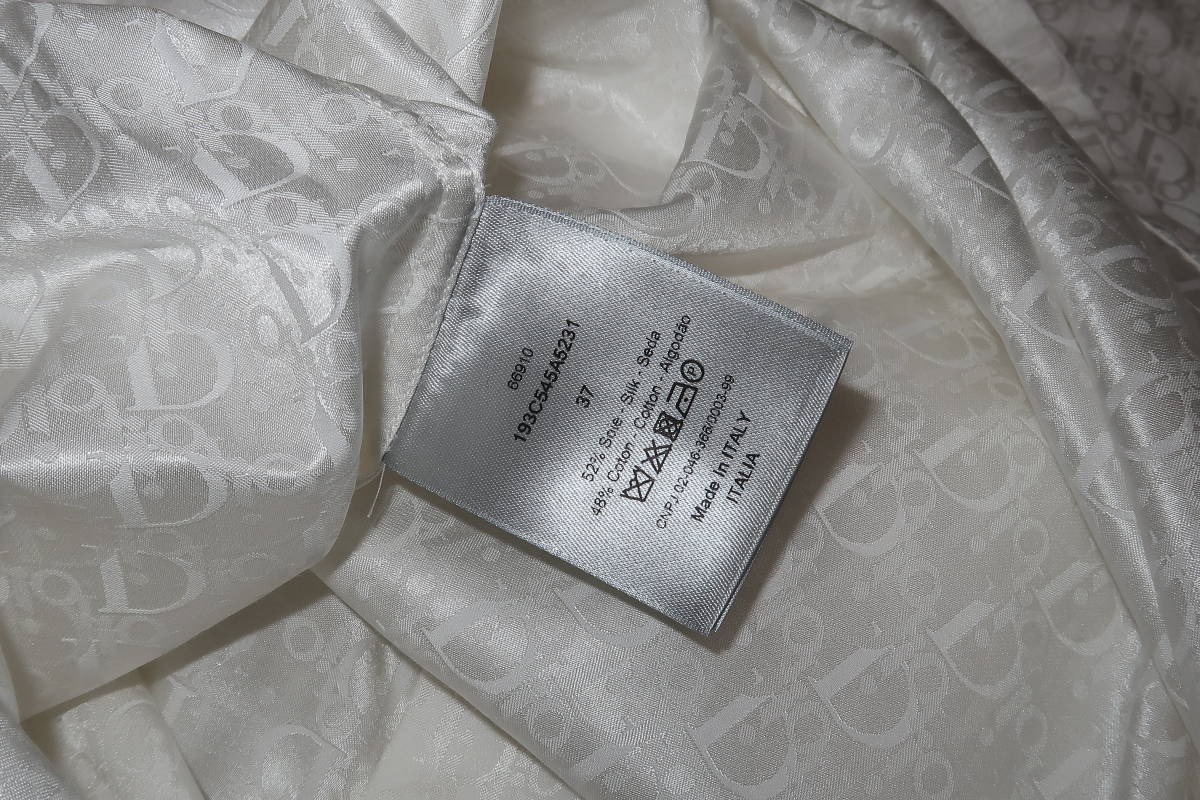 66910
193C545A5231
37
52% Soie - Silk - Seda
48% Coton - Cotton - Algodão
P
CNPJ 02-046-368/0003-99
Made in ITALY
ITALIA